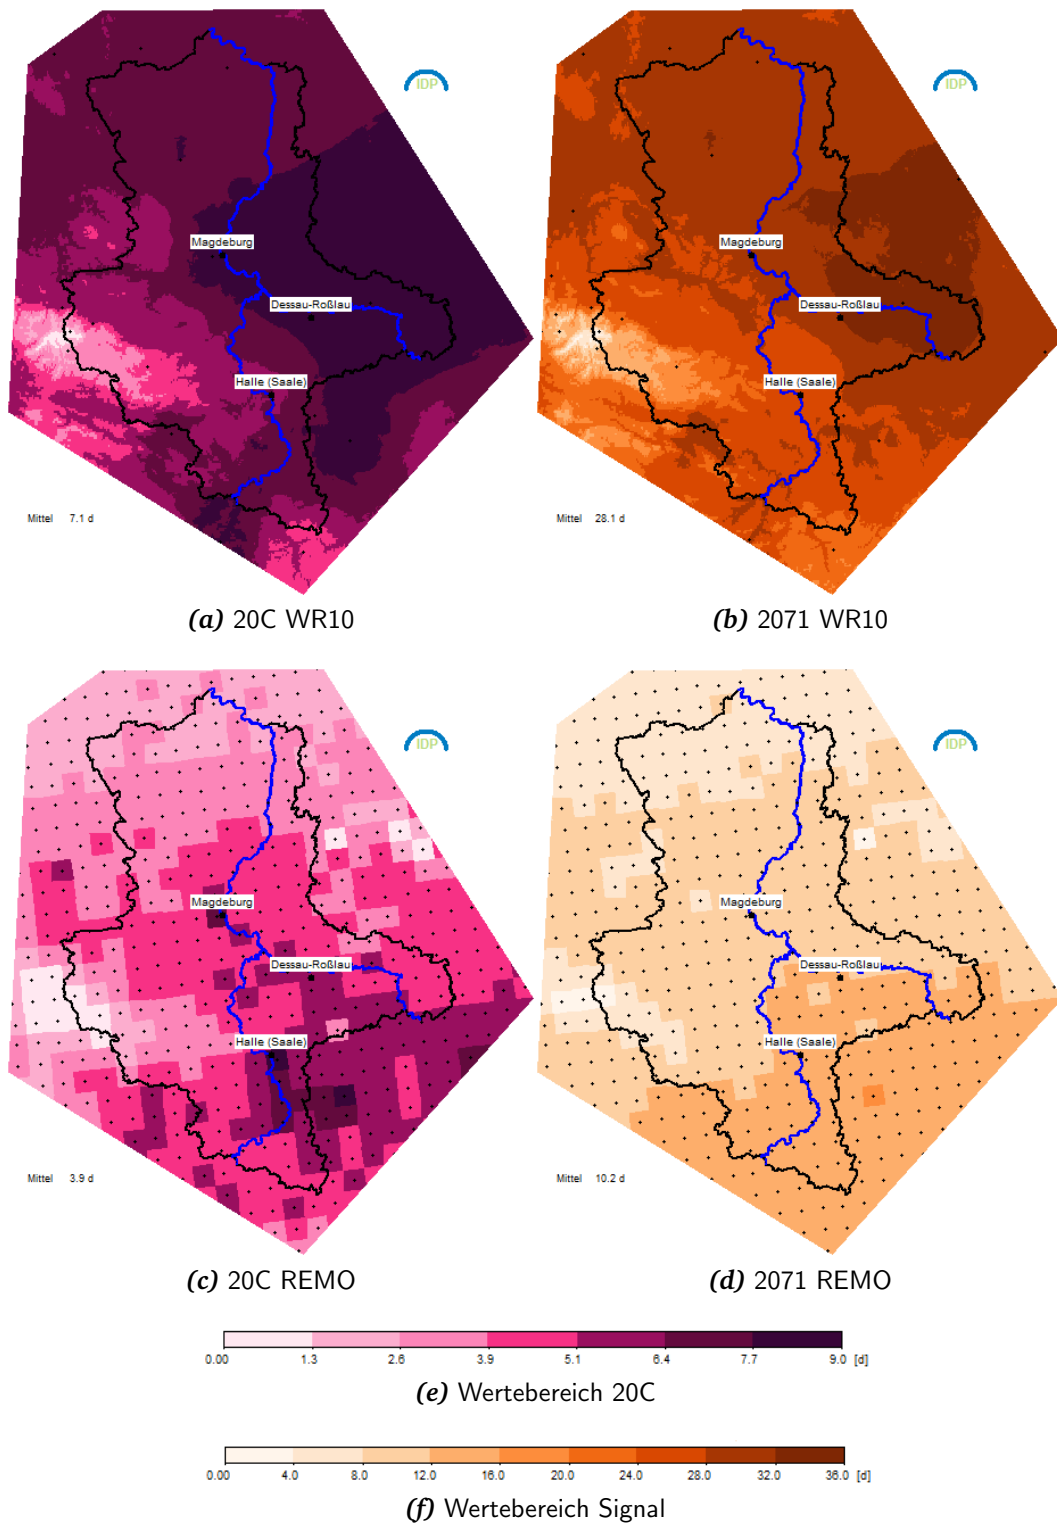 IDP
IDP
Magdeburg
Magdeburg
Dessau-Roßlau
Dessau-Roßlau
Halle (Saale)
Halle (Saale)
Mittel 7.1 d
Mittel 28.1 d
(a) 20C WR10
(b) 2071 WR10
IDP
IDP
Magdeburg
Magdeburg
Dessau-Roßlau
Dessau-Roßlau
Halle (Saale)
Halle (Saale)
Mittel 3.9 d
Mittel 10.2 d
(c) 20C REMO
(d) 2071 REMO
0.00 1.3 2.6 3.9 5.1 6.4 7.7 9.0 [d]
(e) Wertebereich 20C
0.00 4.0 8.0 12.0 16.0 20.0 24.0 28.0 32.0 36.0 [d]
(f) Wertebereich Signal